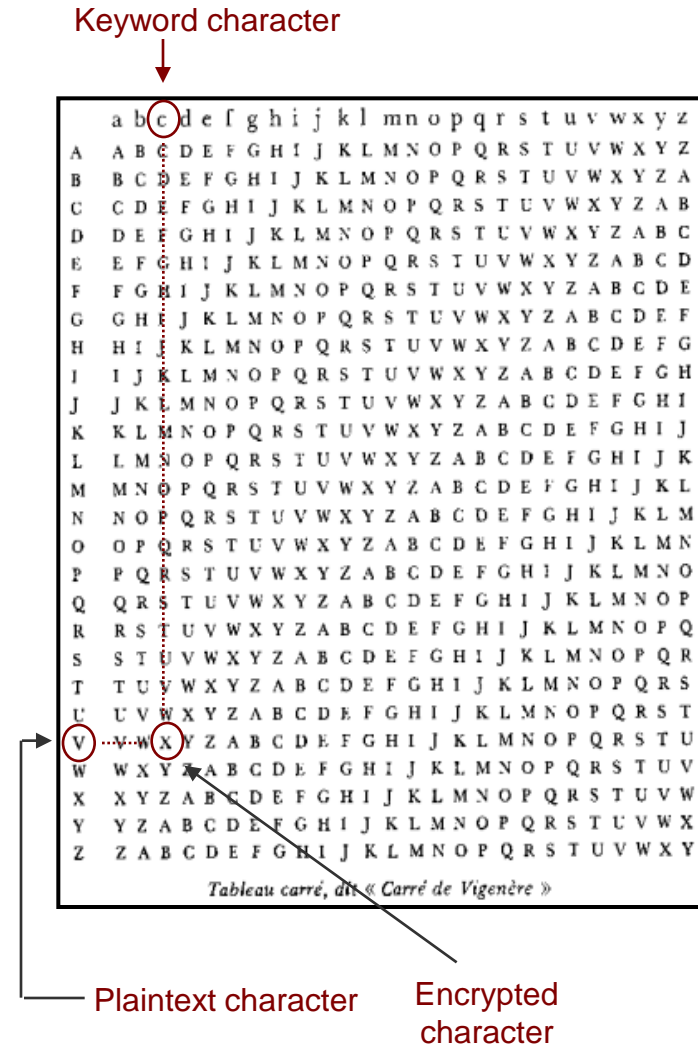 Keyword character
a b c d e f g h i j k l m n o p q r s t u v w x y z
A A B C D E F G H I J K L M N O P Q R S T U V W X Y Z
B B C D E F G H I J K L M N O P Q R S T U V W X Y Z A
C C D E F G H I J K L M N O P Q R S T U V W X Y Z A B
D D E F G H I J K L M N O P Q R S T U V W X Y Z A B C
E E F G H I J K L M N O P Q R S T U V W X Y Z A B C D
F F G H I J K L M N O P Q R S T U V W X Y Z A B C D E
G G H I J K L M N O P Q R S T U V W X Y Z A B C D E F
H H I J K L M N O P Q R S T U V W X Y Z A B C D E F G
I I J K L M N O P Q R S T U V W X Y Z A B C D E F G H
J J K L M N O P Q R S T U V W X Y Z A B C D E F G H I
K K L M N O P Q R S T U V W X Y Z A B C D E F G H I J
L L M N O P Q R S T U V W X Y Z A B C D E F G H I J K
M M N O P Q R S T U V W X Y Z A B C D E F G H I J K L
N N O P Q R S T U V W X Y Z A B C D E F G H I J K L M
O O P Q R S T U V W X Y Z A B C D E F G H I J K L M N
P P Q R S T U V W X Y Z A B C D E F G H I J K L M N O
Q Q R S T U V W X Y Z A B C D E F G H I J K L M N O P
R R S T U V W X Y Z A B C D E F G H I J K L M N O P Q
S S T U V W X Y Z A B C D E F G H I J K L M N O P Q R
T T U V W X Y Z A B C D E F G H I J K L M N O P Q R S
U U V W X Y Z A B C D E F G H I J K L M N O P Q R S T
V V W X Y Z A B C D E F G H I J K L M N O P Q R S T U
W W X Y Z A B C D E F G H I J K L M N O P Q R S T U V
X X Y Z A B C D E F G H I J K L M N O P Q R S T U V W
Y Y Z A B C D E F G H I J K L M N O P Q R S T U V W X
Z Z A B C D E F G H I J K L M N O P Q R S T U V W X Y
Tableau carré, dit « Carré de Vigenère »
Plaintext character
Encrypted
character